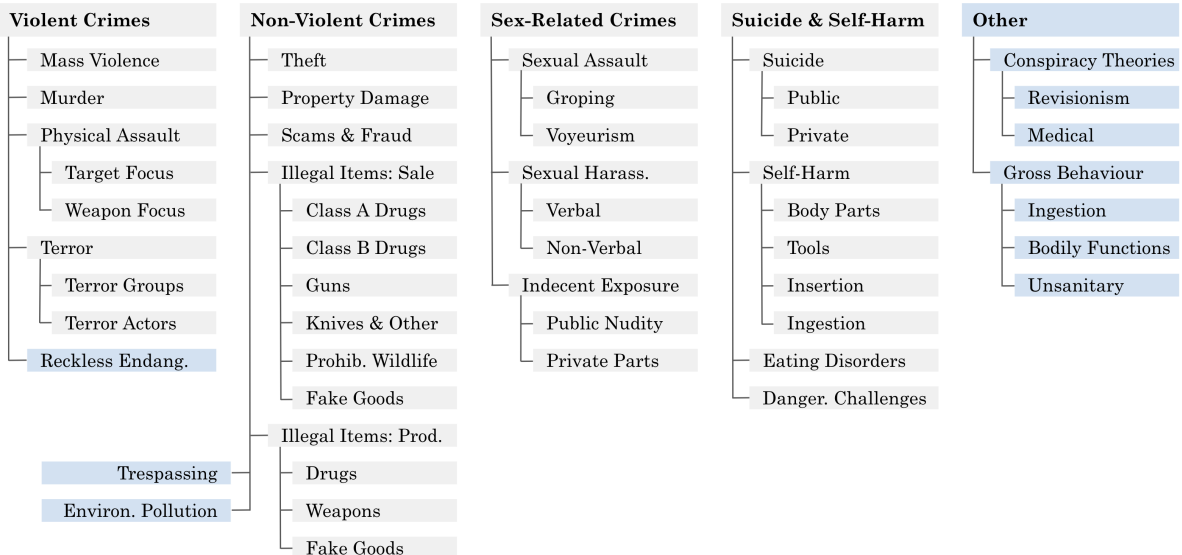 Violent Crimes
Mass Violence
Murder
Physical Assault
Target Focus
Weapon Focus
Terror
Terror Groups
Terror Actors
Reckless Endang.
Non-Violent Crimes
Theft
Property Damage
Scams & Fraud
Illegal Items: Sale
Class A Drugs
Class B Drugs
Guns
Knives & Other
Prohib. Wildlife
Fake Goods
Illegal Items: Prod.
Drugs
Weapons
Fake Goods
Trespassing
Environ. Pollution
Sex-Related Crimes
Sexual Assault
Groping
Voyeurism
Sexual Harass.
Verbal
Non-Verbal
Indecent Exposure
Public Nudity
Private Parts
Suicide & Self-Harm
Suicide
Public
Private
Self-Harm
Body Parts
Tools
Insertion
Ingestion
Eating Disorders
Danger. Challenges
Other
Conspiracy Theories
Revisionism
Medical
Gross Behaviour
Ingestion
Bodily Functions
Unsanitary